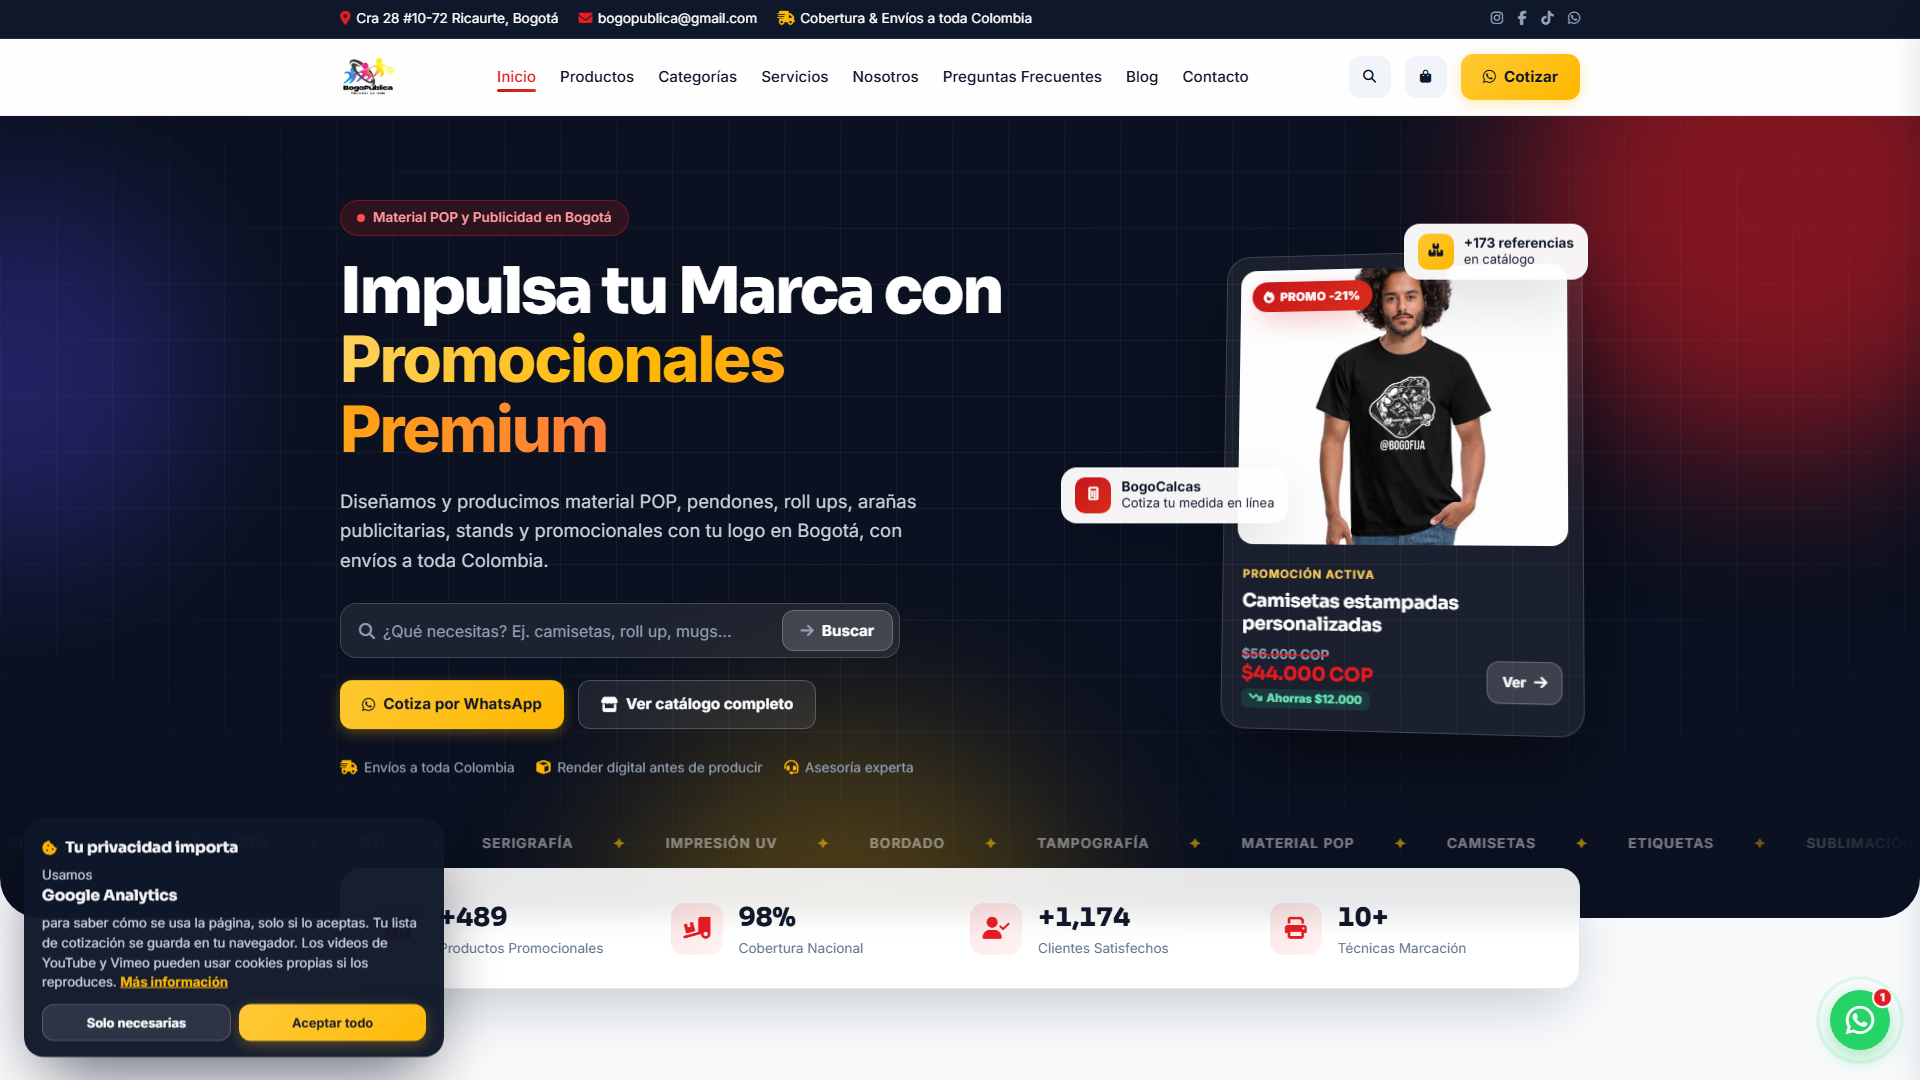 Cra 28 #10-72 Ricaurte, Bogotá
bogopublica@gmail.com
Cobertura & Envíos a toda Colombia
BogoPublica
Inicio
Productos
Categorías
Servicios
Nosotros
Preguntas Frecuentes
Blog
Contacto
Cotizar
Material POP y Publicidad en Bogotá
Impulsa tu Marca con
Promocionales
Premium
Diseñamos y producimos material POP, pendones, roll ups, arañas
publicitarias, stands y promocionales con tu logo en Bogotá, con
envíos a toda Colombia.
¿Qué necesitas? Ej. camisetas, roll up, mugs...
Buscar
Cotiza por WhatsApp
Ver catálogo completo
Envíos a toda Colombia
Render digital antes de producir
Asesoría experta
+173 referencias
en catálogo
PROMO -21%
@BOGOFIJA
BogoCalcas
Cotiza tu medida en línea
PROMOCIÓN ACTIVA
Camisetas estampadas
personalizadas
$56.000 COP
$44.000 COP
Ahorras $12.000
Ver
SERIGRAFÍA
IMPRESIÓN UV
BORDADO
TAMPOGRAFÍA
MATERIAL POP
CAMISETAS
ETIQUETAS
SUBLIMACIÓN
+489
Productos Promocionales
98%
Cobertura Nacional
+1,174
Clientes Satisfechos
10+
Técnicas Marcación
Tu privacidad importa
Usamos
Google Analytics
para saber cómo se usa la página, solo si lo aceptas. Tu lista
de cotización se guarda en tu navegador. Los videos de
YouTube y Vimeo pueden usar cookies propias si los
reproduces. Más información
Solo necesarias
Aceptar todo
1